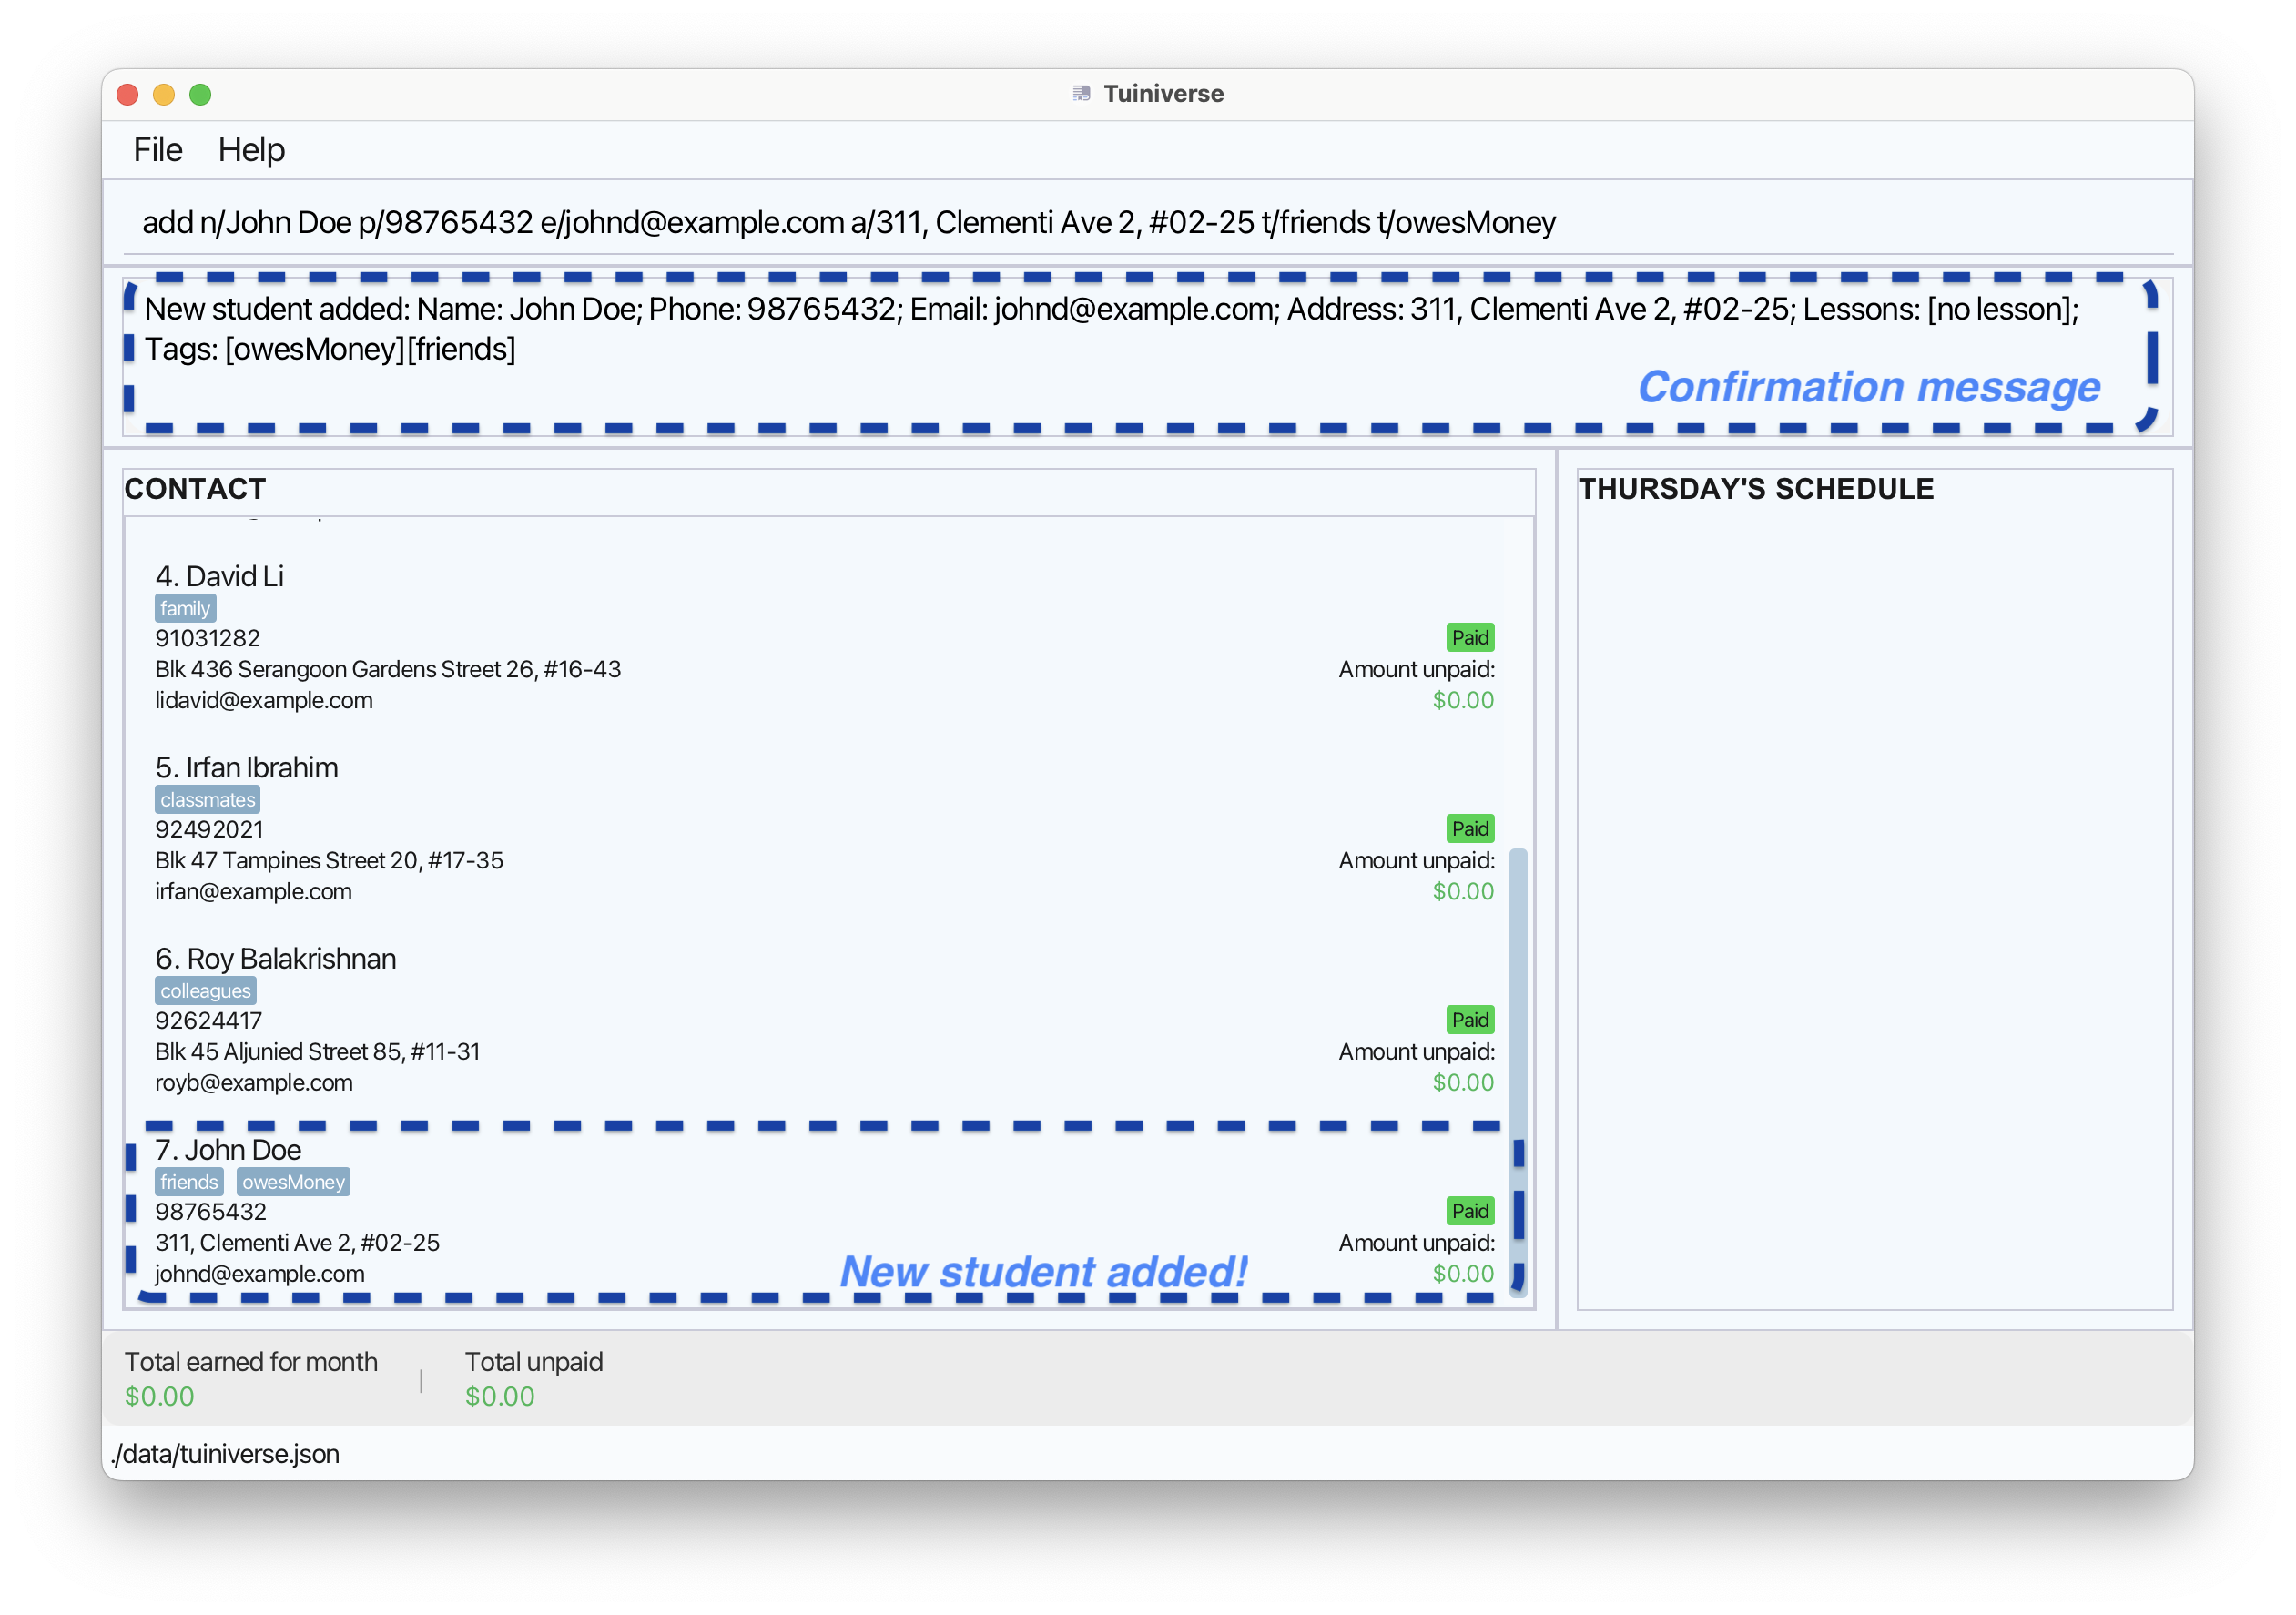 Tuiniverse
File Help
add n/John Doe p/98765432 e/johnd@example.com a/311, Clementi Ave 2, #02-25 t/friends t/owesMoney
New student added: Name: John Doe; Phone: 98765432; Email: johnd@example.com; Address: 311, Clementi Ave 2, #02-25; Lessons: [no lesson];
Tags: [owesMoney][friends]
Confirmation message
CONTACT
4. David Li
family
91031282
Paid
Blk 436 Serangoon Gardens Street 26, #16-43
Amount unpaid:
lidavid@example.com
$0.00
5. Irfan Ibrahim
classmates
92492021
Paid
Blk 47 Tampines Street 20, #17-35
Amount unpaid:
irfan@example.com
$0.00
6. Roy Balakrishnan
colleagues
92624417
Paid
Blk 45 Aljunied Street 85, #11-31
Amount unpaid:
royb@example.com
$0.00
7. John Doe
friends owesMoney
98765432
Paid
311, Clementi Ave 2, #02-25
Amount unpaid:
johnd@example.com
$0.00
New student added!
THURSDAY'S SCHEDULE
Total earned for month | Total unpaid
$0.00 $0.00
./data/tuiniverse.json